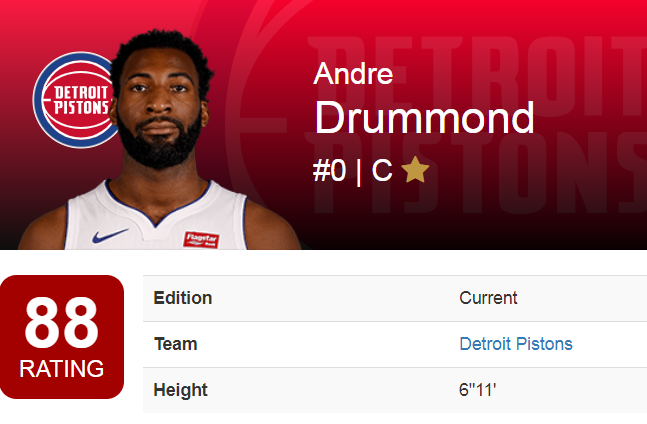 DETROIT
PISTONS
DETROIT
PISTONS
Andre
Drummond
#0 | C
Flagstar
Bank
88
RATING
Edition Current
Team Detroit Pistons
Height 6"11'